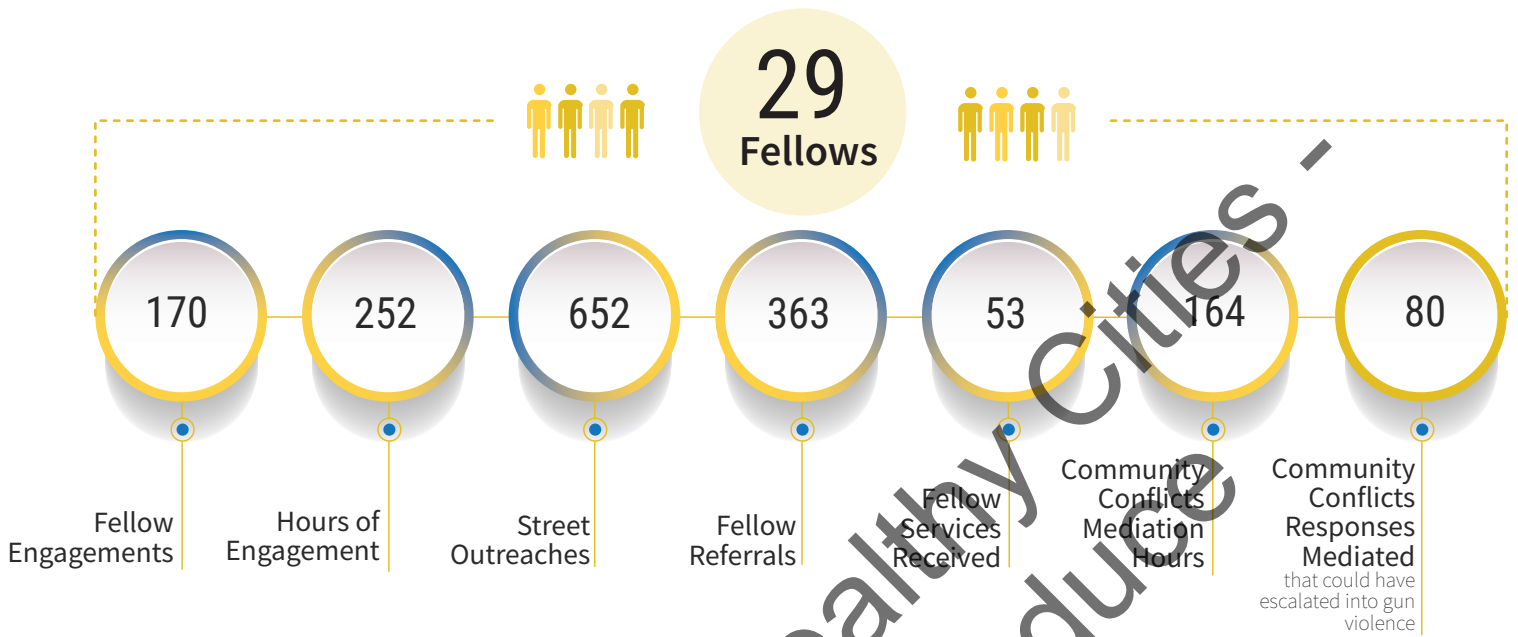 29
Fellows
170
252
652
363
53
164
80
Fellow
Engagements
Hours of
Engagement
Street
Outreaches
Fellow
Referrals
Fellow
Services
Received
Community
Conflicts
Mediation
Hours
Community
Conflicts
Responses
Mediated
that could have
escalated into gun
violence
Cities -